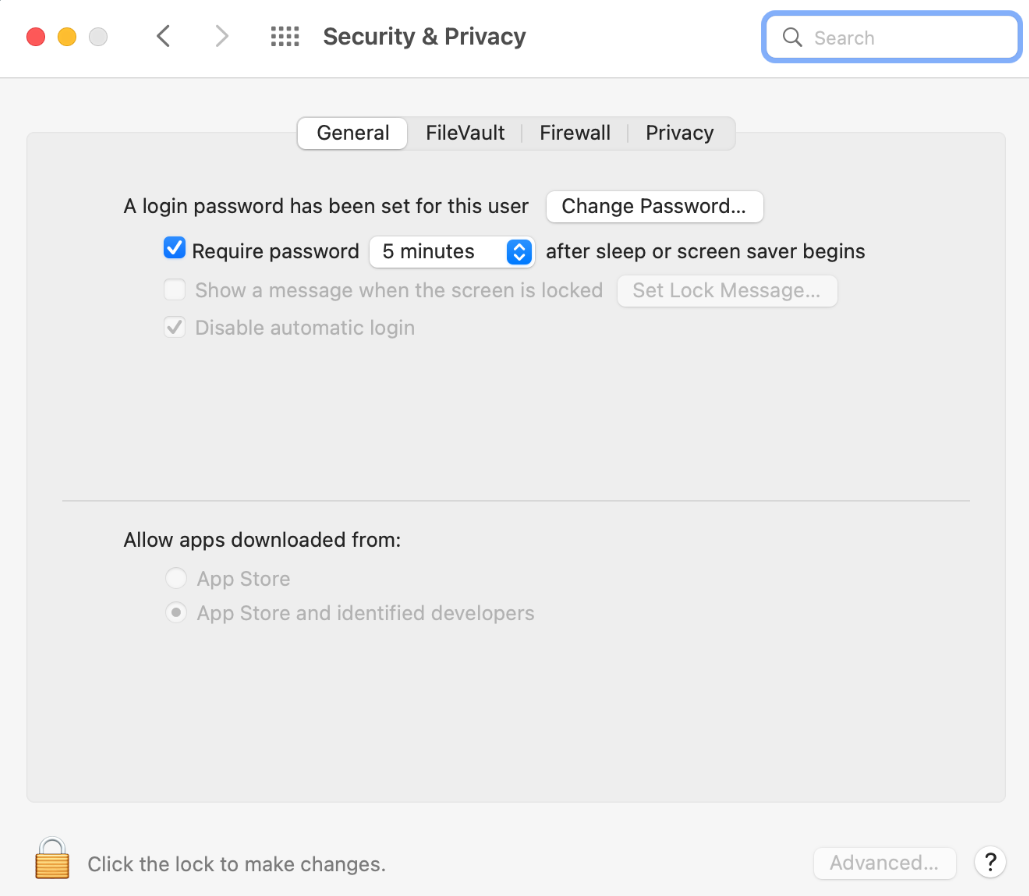 Security & Privacy
Search
General FileVault Firewall Privacy
A login password has been set for this user Change Password...
Require password 5 minutes after sleep or screen saver begins
Show a message when the screen is locked Set Lock Message...
Disable automatic login
Allow apps downloaded from:
App Store
App Store and identified developers
Click the lock to make changes. Advanced... ?